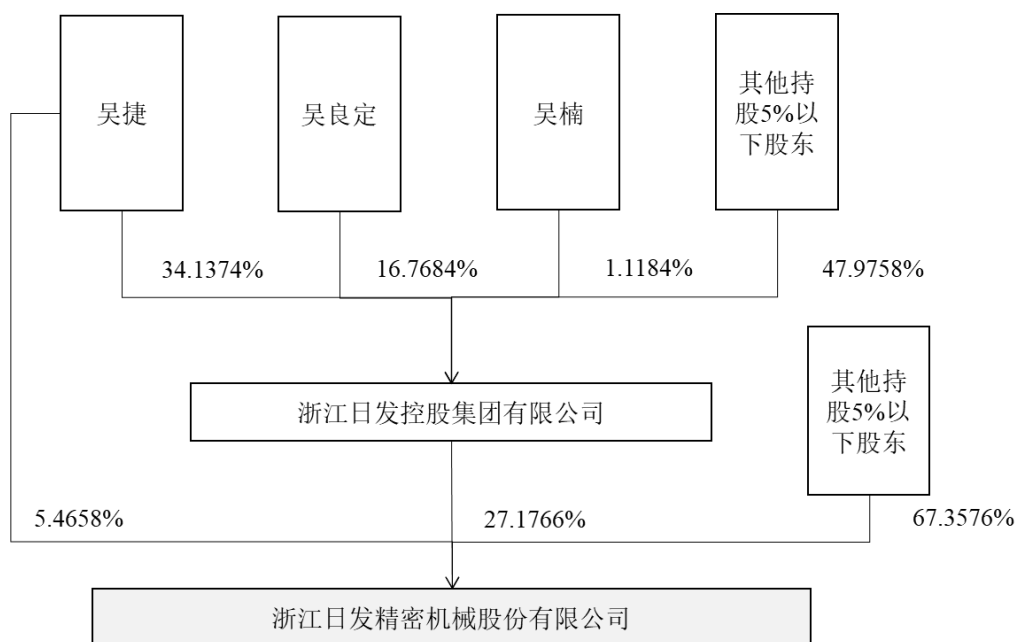 吴捷
吴良定
吴楠
其他持
股5%以
下股东
34.1374%
16.7684%
1.1184%
47.9758%
其他持
股5%以
下股东
浙江日发控股集团有限公司
5.4658%
27.1766%
67.3576%
浙江日发精密机械股份有限公司